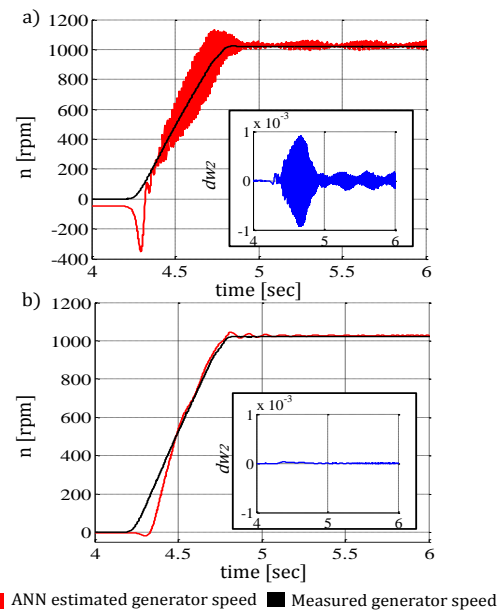 a)
1200
1000
800
600
400
200
0
-200
-400
n [rpm]
4
4.5
5
5.5
6
time [sec]
1 x 10^-3
dw2
-1
4
5
6
b)
1200
1000
800
600
400
200
0
n [rpm]
4
4.5
5
5.5
6
time [sec]
1 x 10^-3
dw2
0
-1
4
5
6
ANN estimated generator speed
Measured generator speed